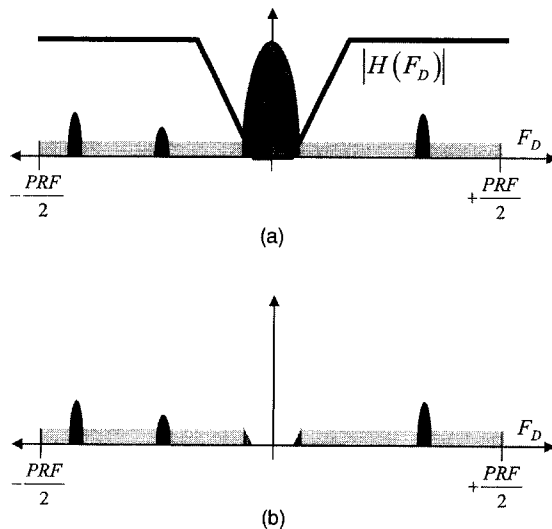 |H(F_D)|
F_D
-PRF/2
+PRF/2
(a)
F_D
-PRF/2
+PRF/2
(b)